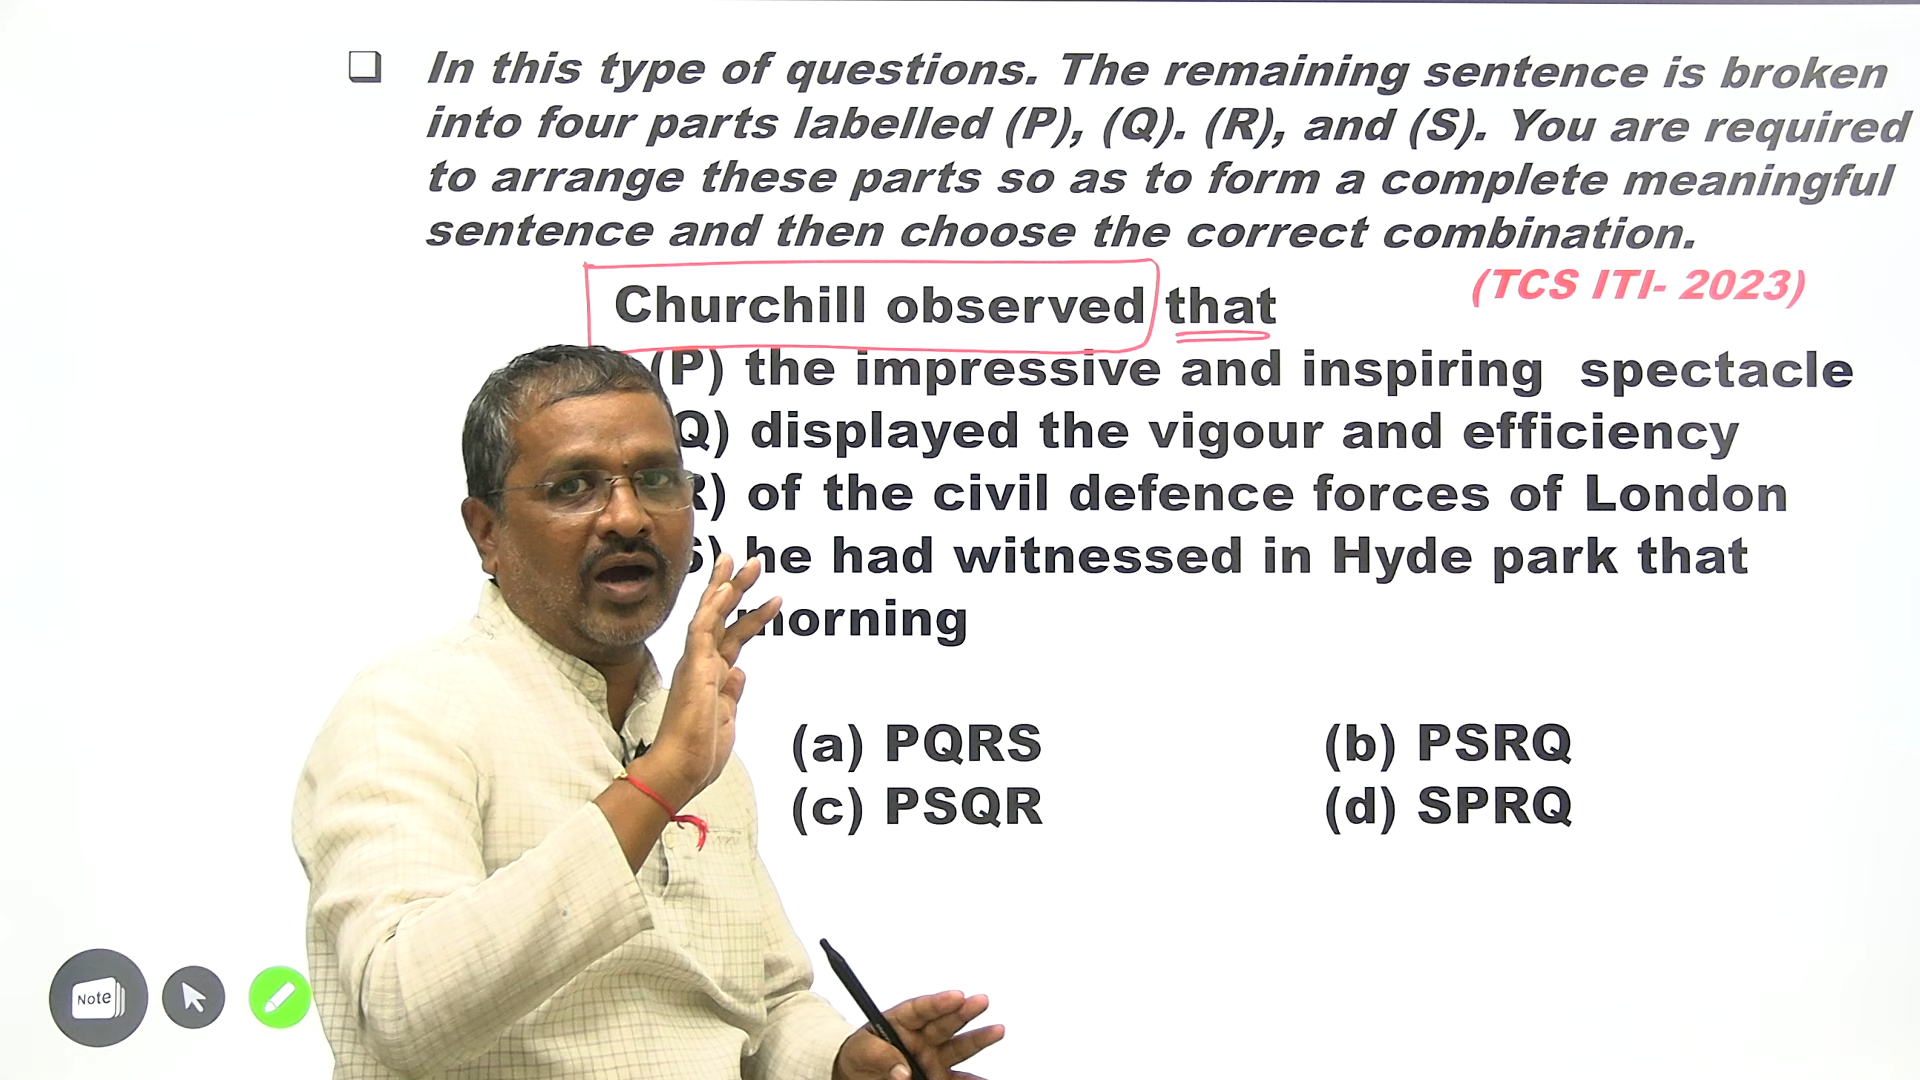 In this type of questions. The remaining sentence is broken
into four parts labelled (P), (Q). (R), and (S). You are required
to arrange these parts so as to form a complete meaningful
sentence and then choose the correct combination.
(TCS ITI- 2023)
Churchill observed that
(P) the impressive and inspiring spectacle
Q) displayed the vigour and efficiency
R) of the civil defence forces of London
S) he had witnessed in Hyde park that
morning
(a) PQRS (b) PSRQ
(c) PSQR (d) SPRQ
Note